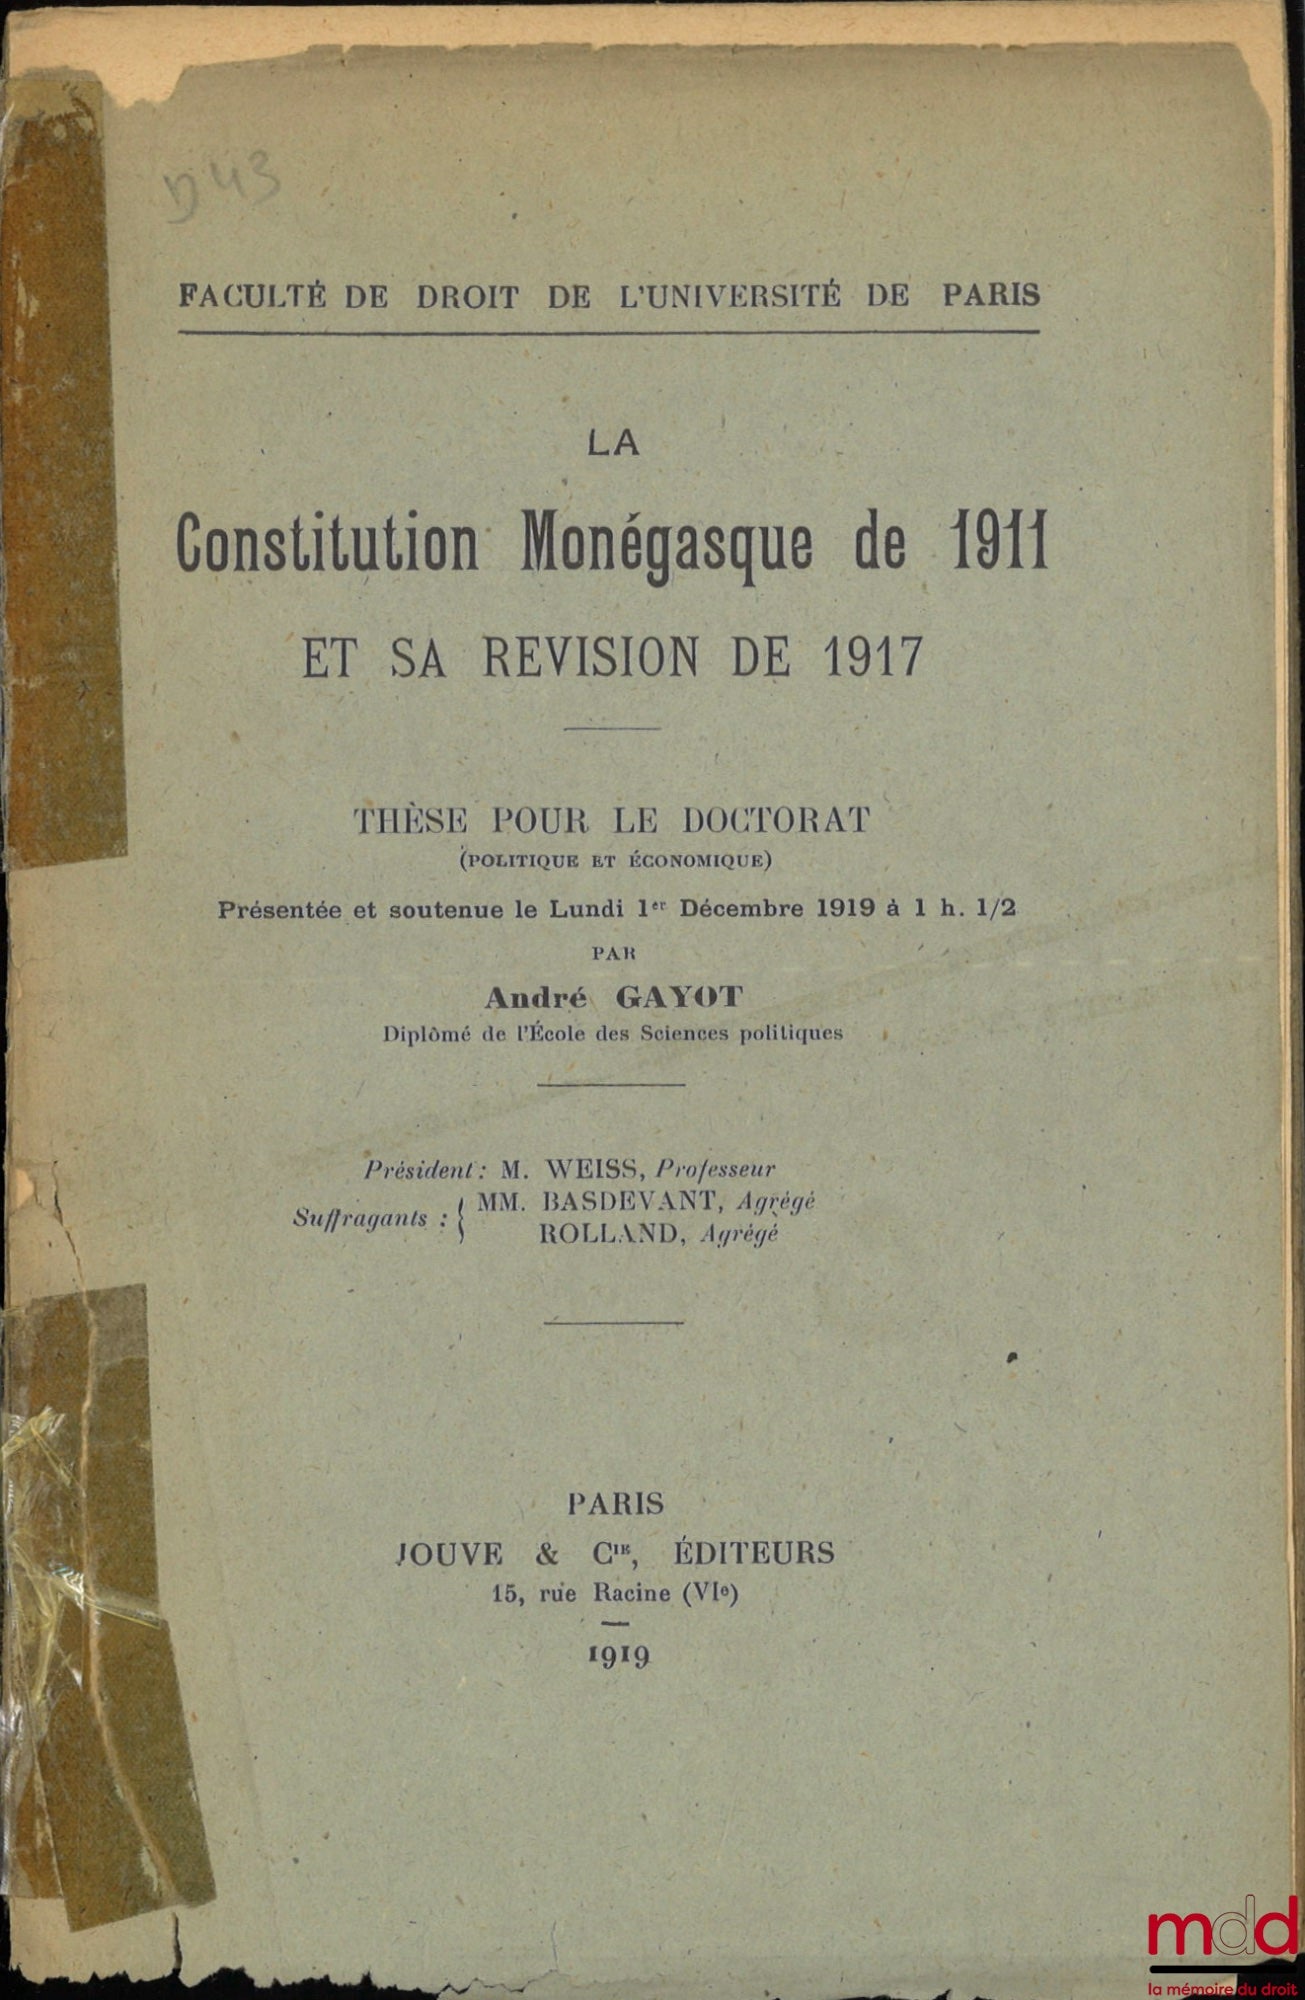 D43
FACULTÉ DE DROIT DE L'UNIVERSITÉ DE PARIS
LA
Constitution Monégasque de 1911
ET SA REVISION DE 1917
THÈSE POUR LE DOCTORAT
(POLITIQUE ET ÉCONOMIQUE)
Présentée et soutenue le Lundi 1er Décembre 1919 à 1 h. 1/2
PAR
André GAYOT
Diplômé de l'École des Sciences politiques
Président : M. WEISS, Professeur
Suffragants : { MM. BASDEVANT, Agrégé
ROLLAND, Agrégé
PARIS
JOUVE & CIE, ÉDITEURS
15, rue Racine (VIe)
1919
mdd
la mémoire du droit